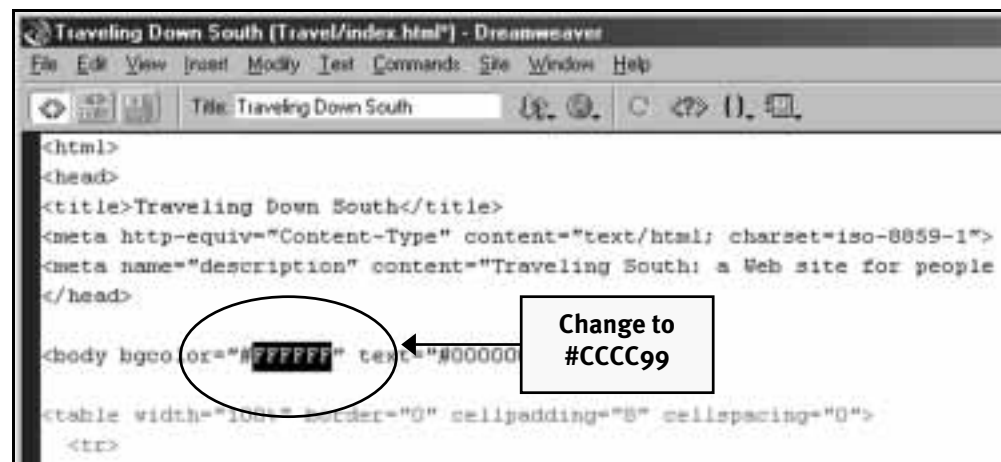 Traveling Down South (Travel/index.html*) - Dreamweaver
File Edit View Insert Modify Text Commands Site Window Help
Title: Traveling Down South
<html>
<head>
<title>Traveling Down South</title>
<meta http-equiv="Content-Type" content="text/html; charset=iso-8859-1">
<meta name="description" content="Traveling South: a Web site for people
</head>
Change to
#CCCC99
<body bgcolor="#FFFFFF" text="#000000
<table width="100%" border="0" cellpadding="8" cellspacing="0">
<tr>